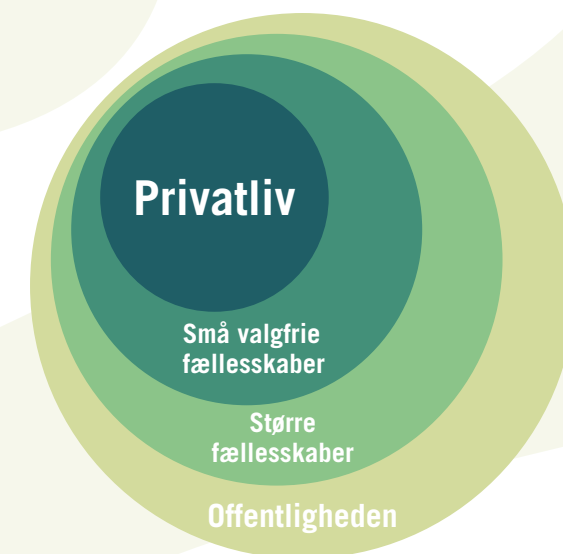 Privatliv
Små valgfrie
fællesskaber
Større
fællesskaber
Offentligheden